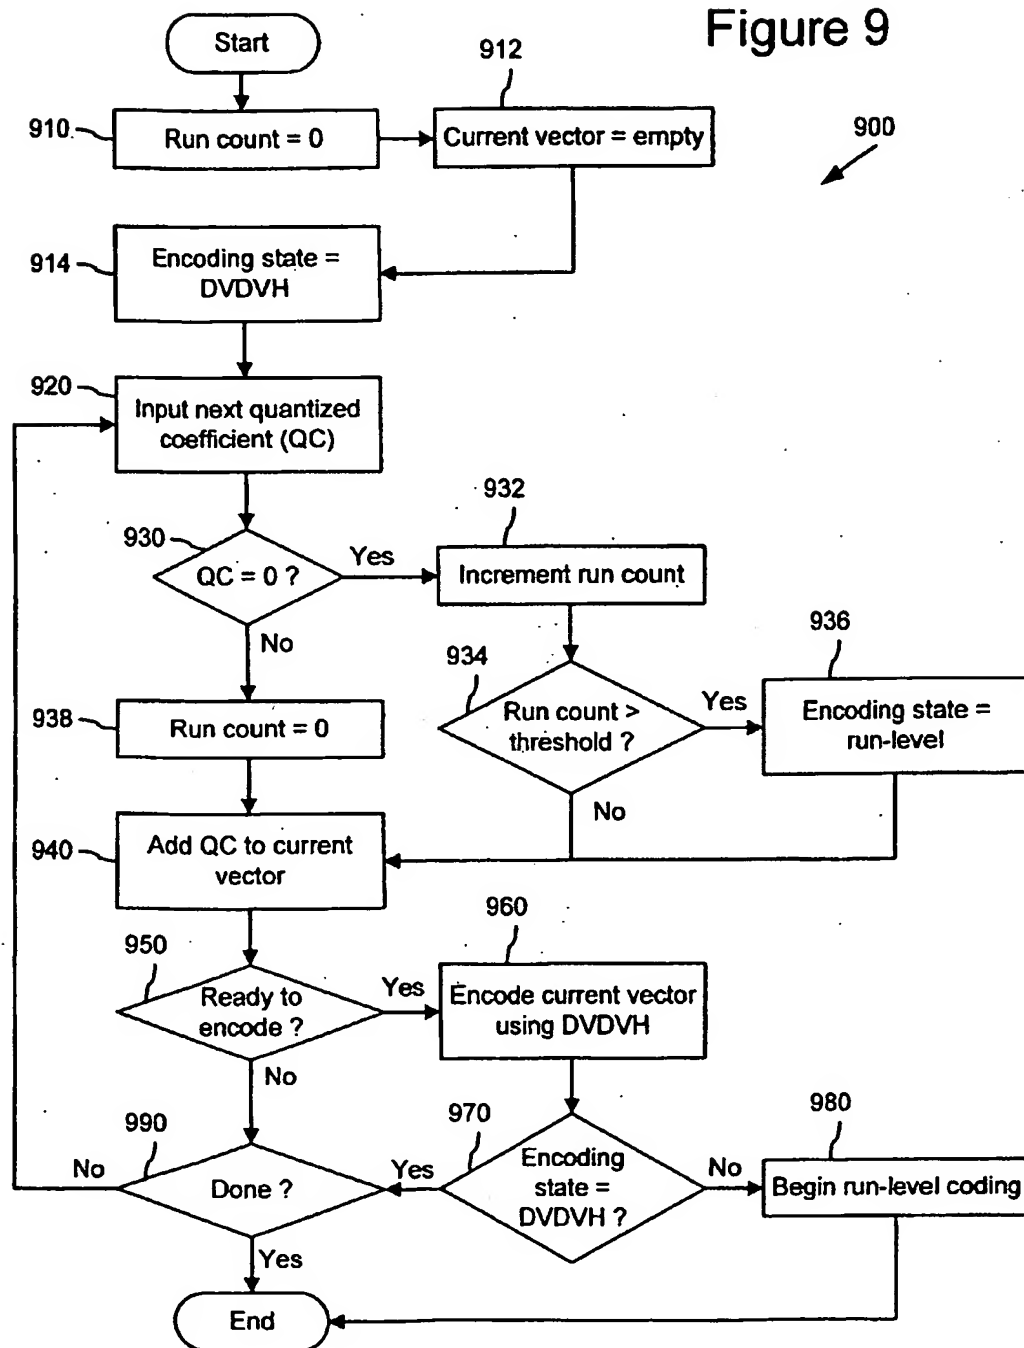 Figure 9
Start
912
910
Run count = 0
Current vector = empty
900
914
Encoding state =
DVDVH
920
Input next quantized
coefficient (QC)
930
QC = 0 ?
Yes
932
Increment run count
No
934
Run count >
threshold ?
Yes
936
Encoding state =
run-level
938
Run count = 0
No
940
Add QC to current
vector
950
Ready to
encode ?
Yes
960
Encode current vector
using DVDVH
No
990
No
Done ?
Yes
970
Encoding
state =
DVDVH ?
No
980
Begin run-level coding
Yes
End